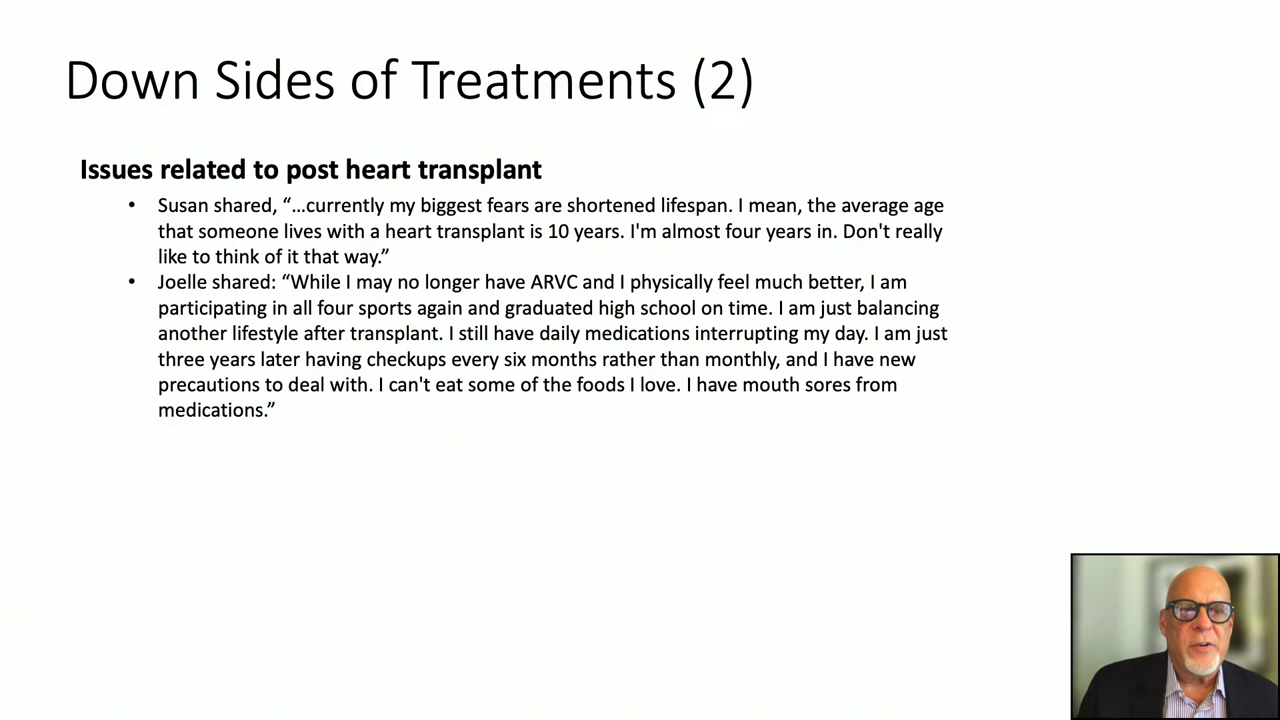 Down Sides of Treatments (2)
Issues related to post heart transplant
• Susan shared, “…currently my biggest fears are shortened lifespan. I mean, the average age
that someone lives with a heart transplant is 10 years. I'm almost four years in. Don't really
like to think of it that way.”
• Joelle shared: “While I may no longer have ARVC and I physically feel much better, I am
participating in all four sports again and graduated high school on time. I am just balancing
another lifestyle after transplant. I still have daily medications interrupting my day. I am just
three years later having checkups every six months rather than monthly, and I have new
precautions to deal with. I can't eat some of the foods I love. I have mouth sores from
medications.”